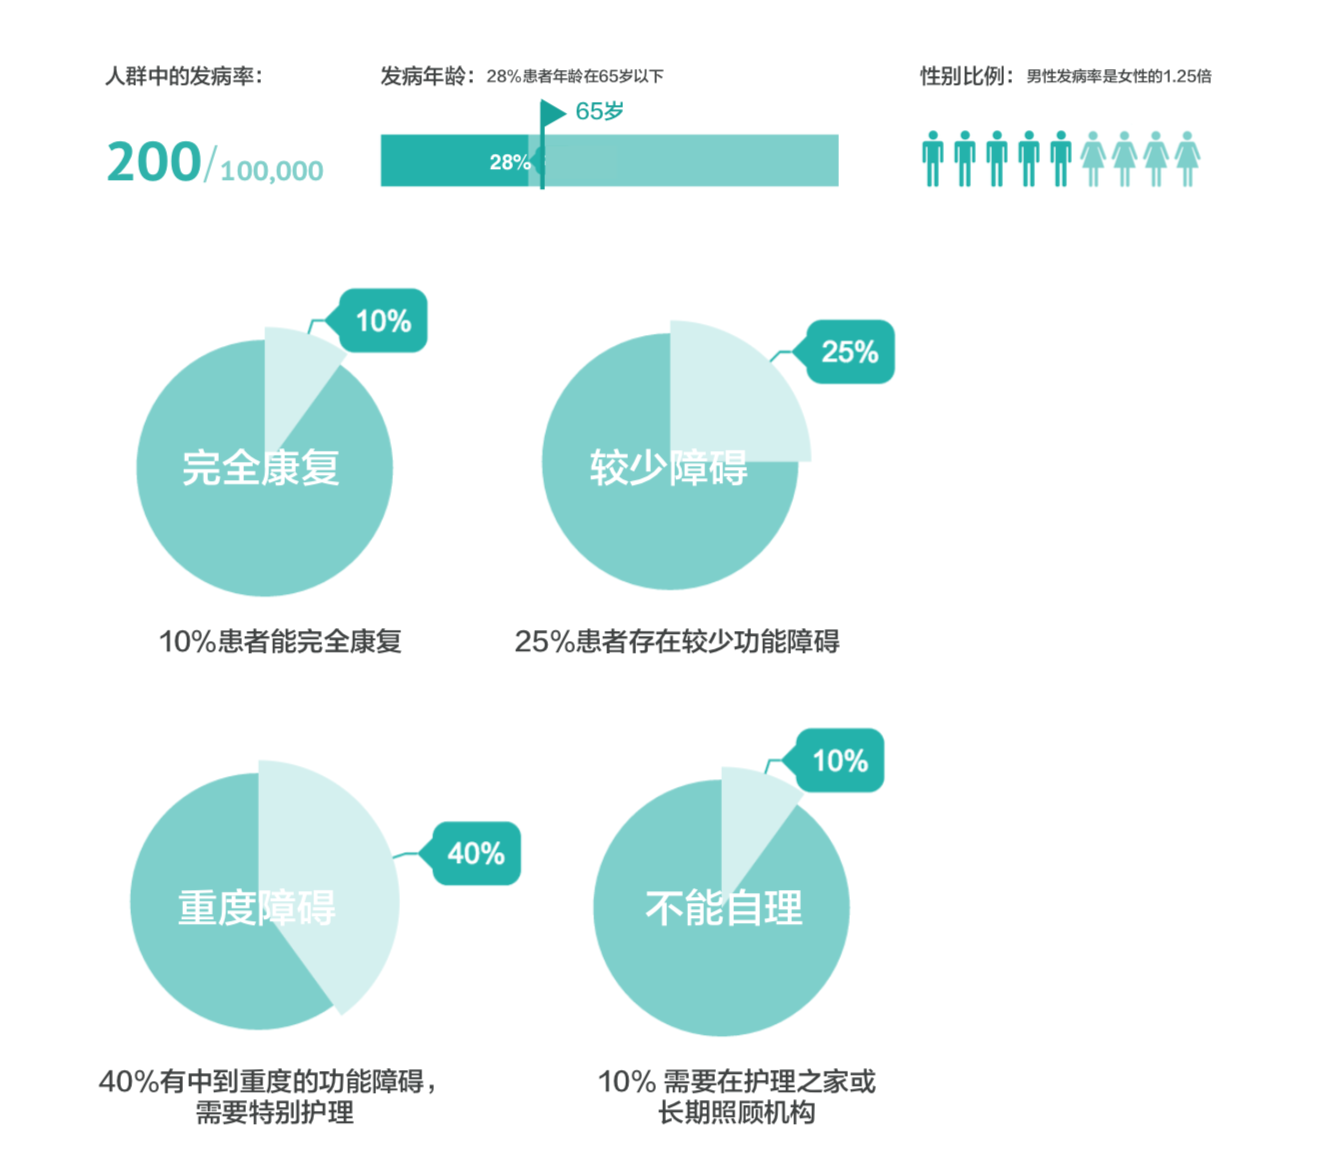 人群中的发病率：
200/100,000
发病年龄：28%患者年龄在65岁以下
65岁
28%
性别比例：男性发病率是女性的1.25倍
10%
完全康复
10%患者能完全康复
25%
较少障碍
25%患者存在较少功能障碍
40%
重度障碍
40%有中到重度的功能障碍，
需要特别护理
10%
不能自理
10% 需要在护理之家或
长期照顾机构